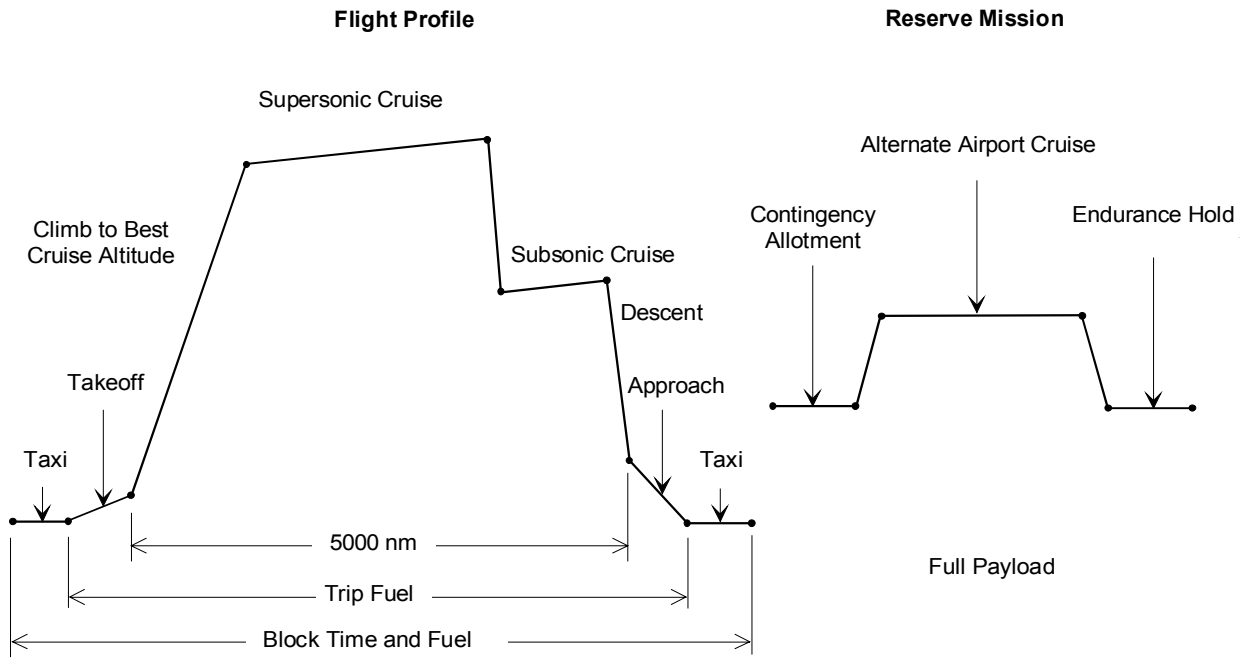 Flight Profile
Reserve Mission
Supersonic Cruise
Alternate Airport Cruise
Climb to Best
Cruise Altitude
Contingency
Allotment
Endurance Hold
Subsonic Cruise
Descent
Takeoff
Approach
Taxi
Taxi
5000 nm
Full Payload
Trip Fuel
Block Time and Fuel